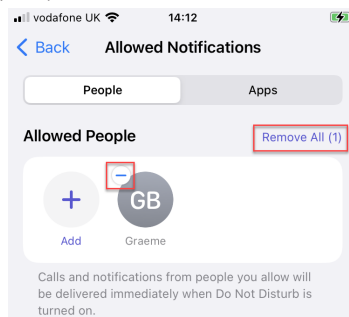 vodafone UK 14:12
Back Allowed Notifications
People Apps
Allowed People Remove All (1)
GB
Add Graeme
Calls and notifications from people you allow will
be delivered immediately when Do Not Disturb is
turned on.